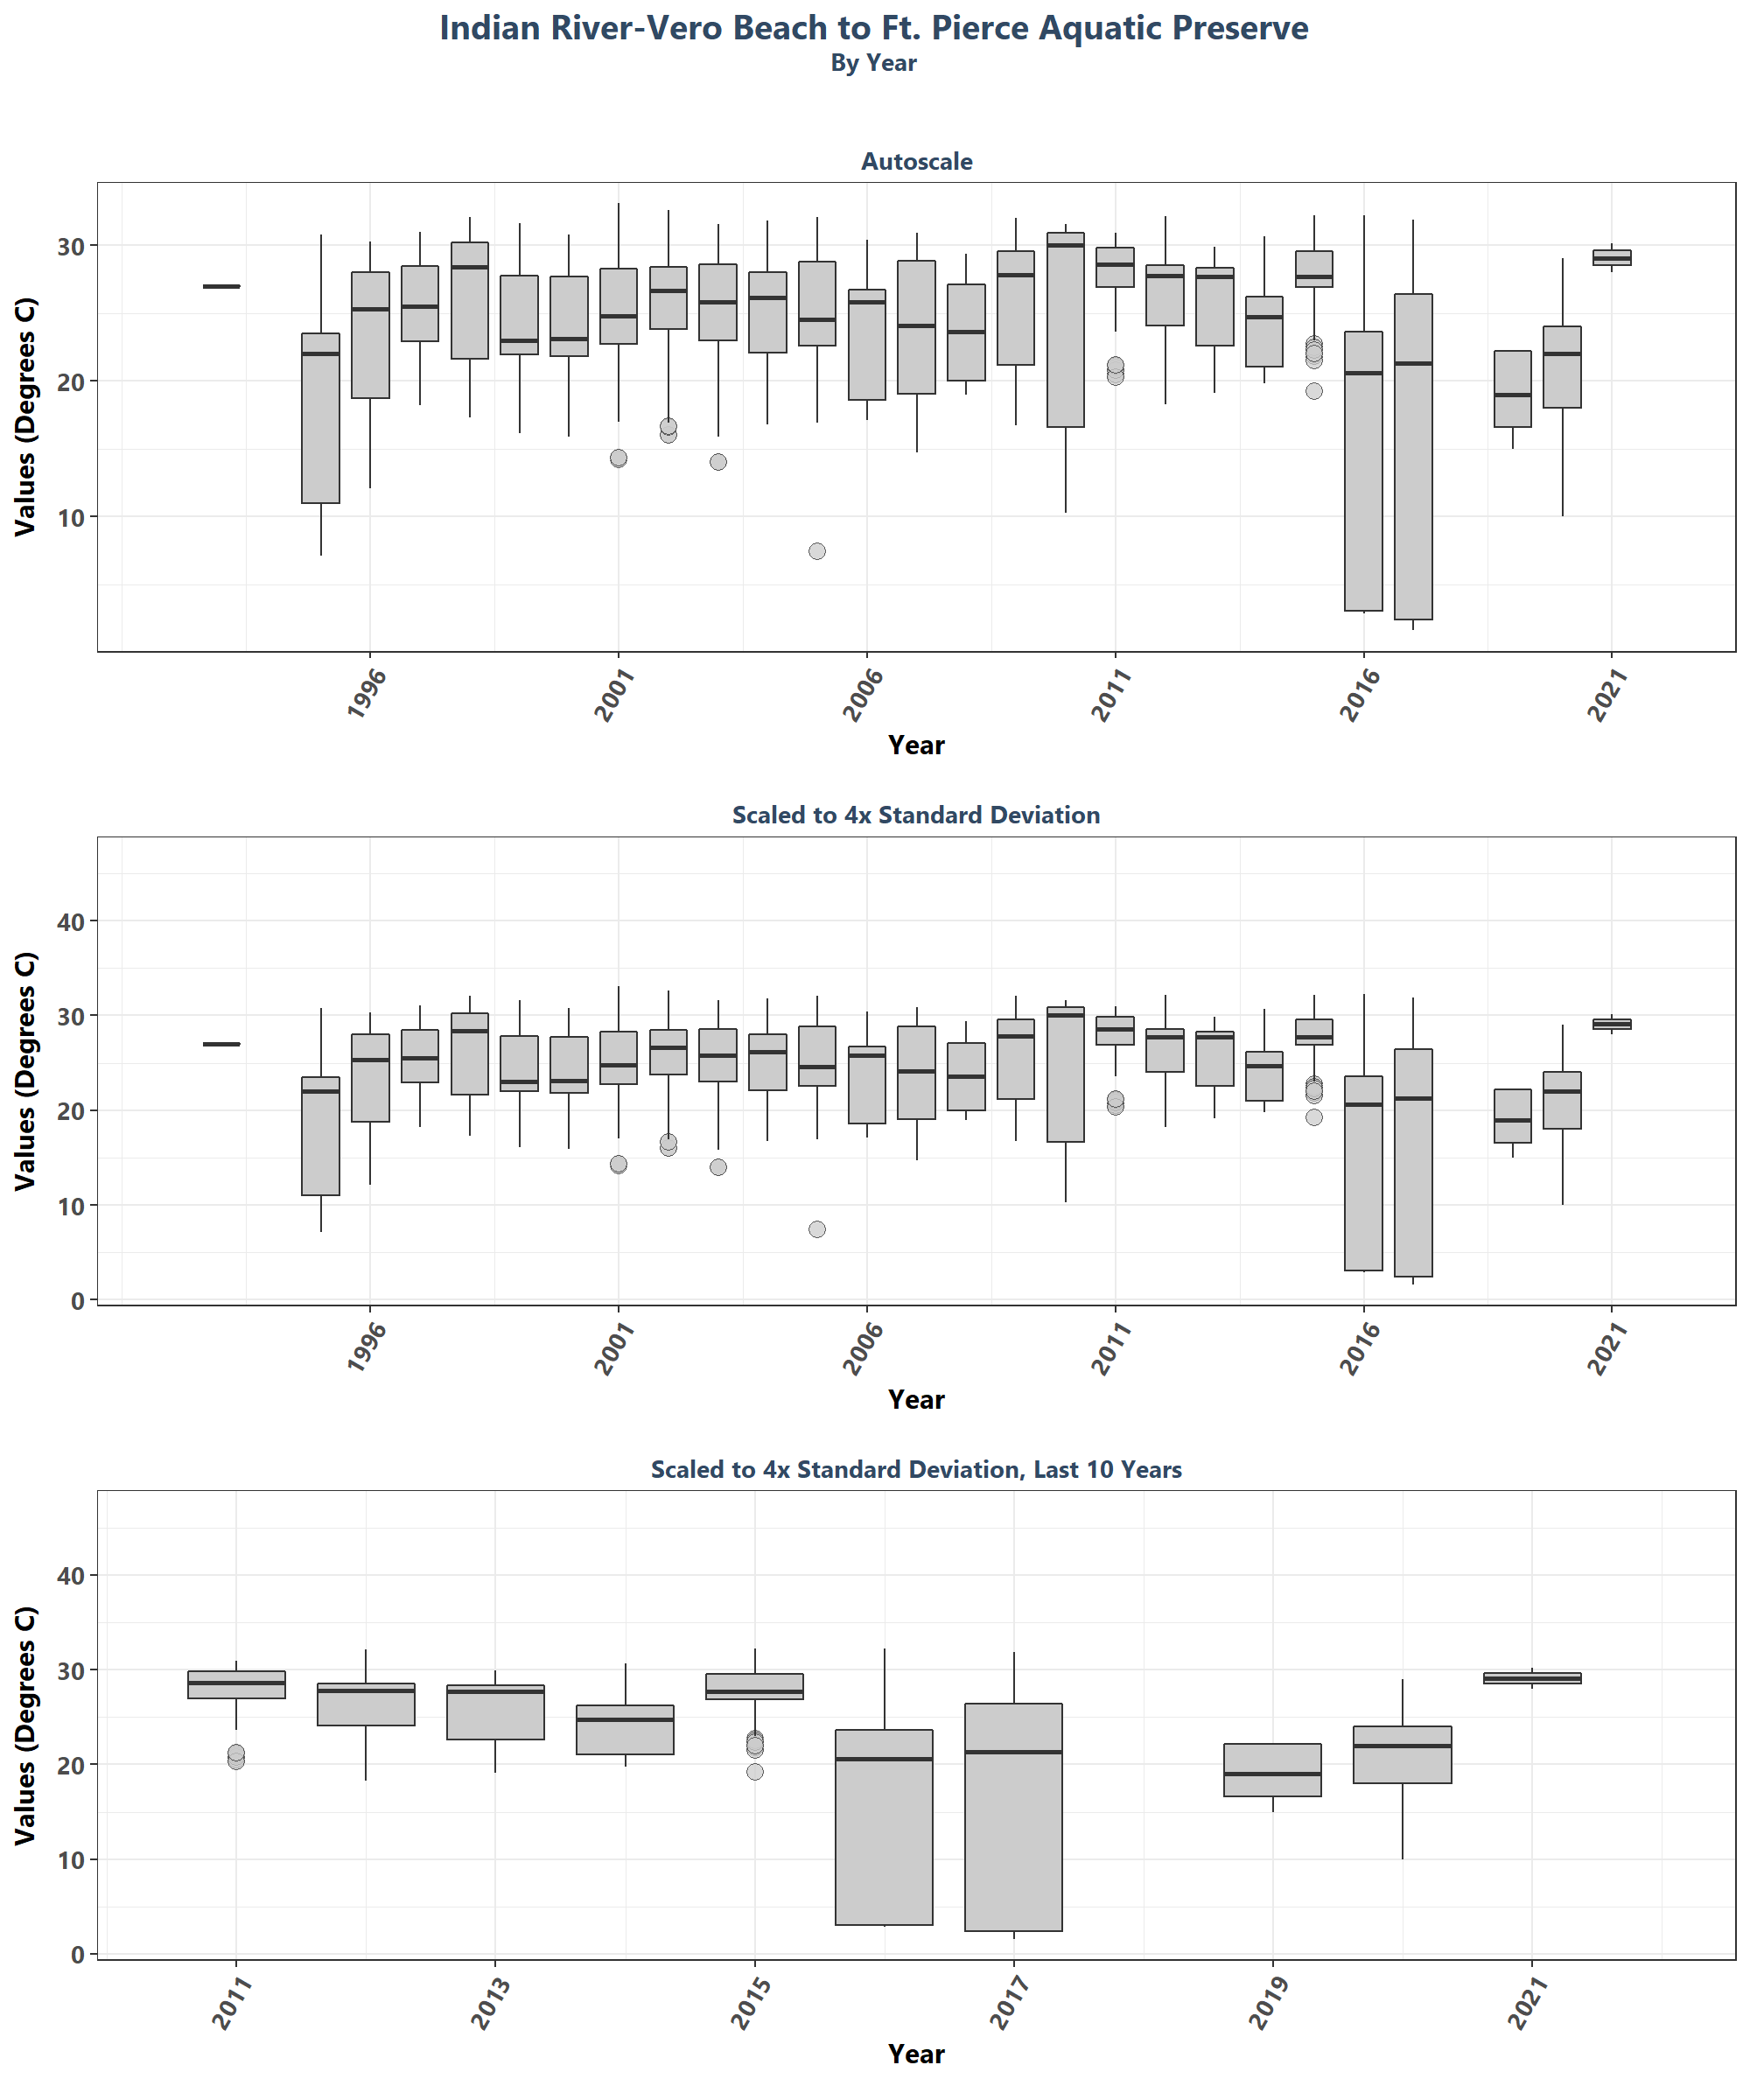 Indian River-Vero Beach to Ft. Pierce Aquatic Preserve
By Year
Autoscale
Values (Degrees C)
30
20
10
1996
2001
2006
2011
2016
2021
Year
Scaled to 4x Standard Deviation
Values (Degrees C)
40
30
20
10
0
1996
2001
2006
2011
2016
2021
Year
Scaled to 4x Standard Deviation, Last 10 Years
Values (Degrees C)
40
30
20
10
0
2011
2013
2015
2017
2019
2021
Year